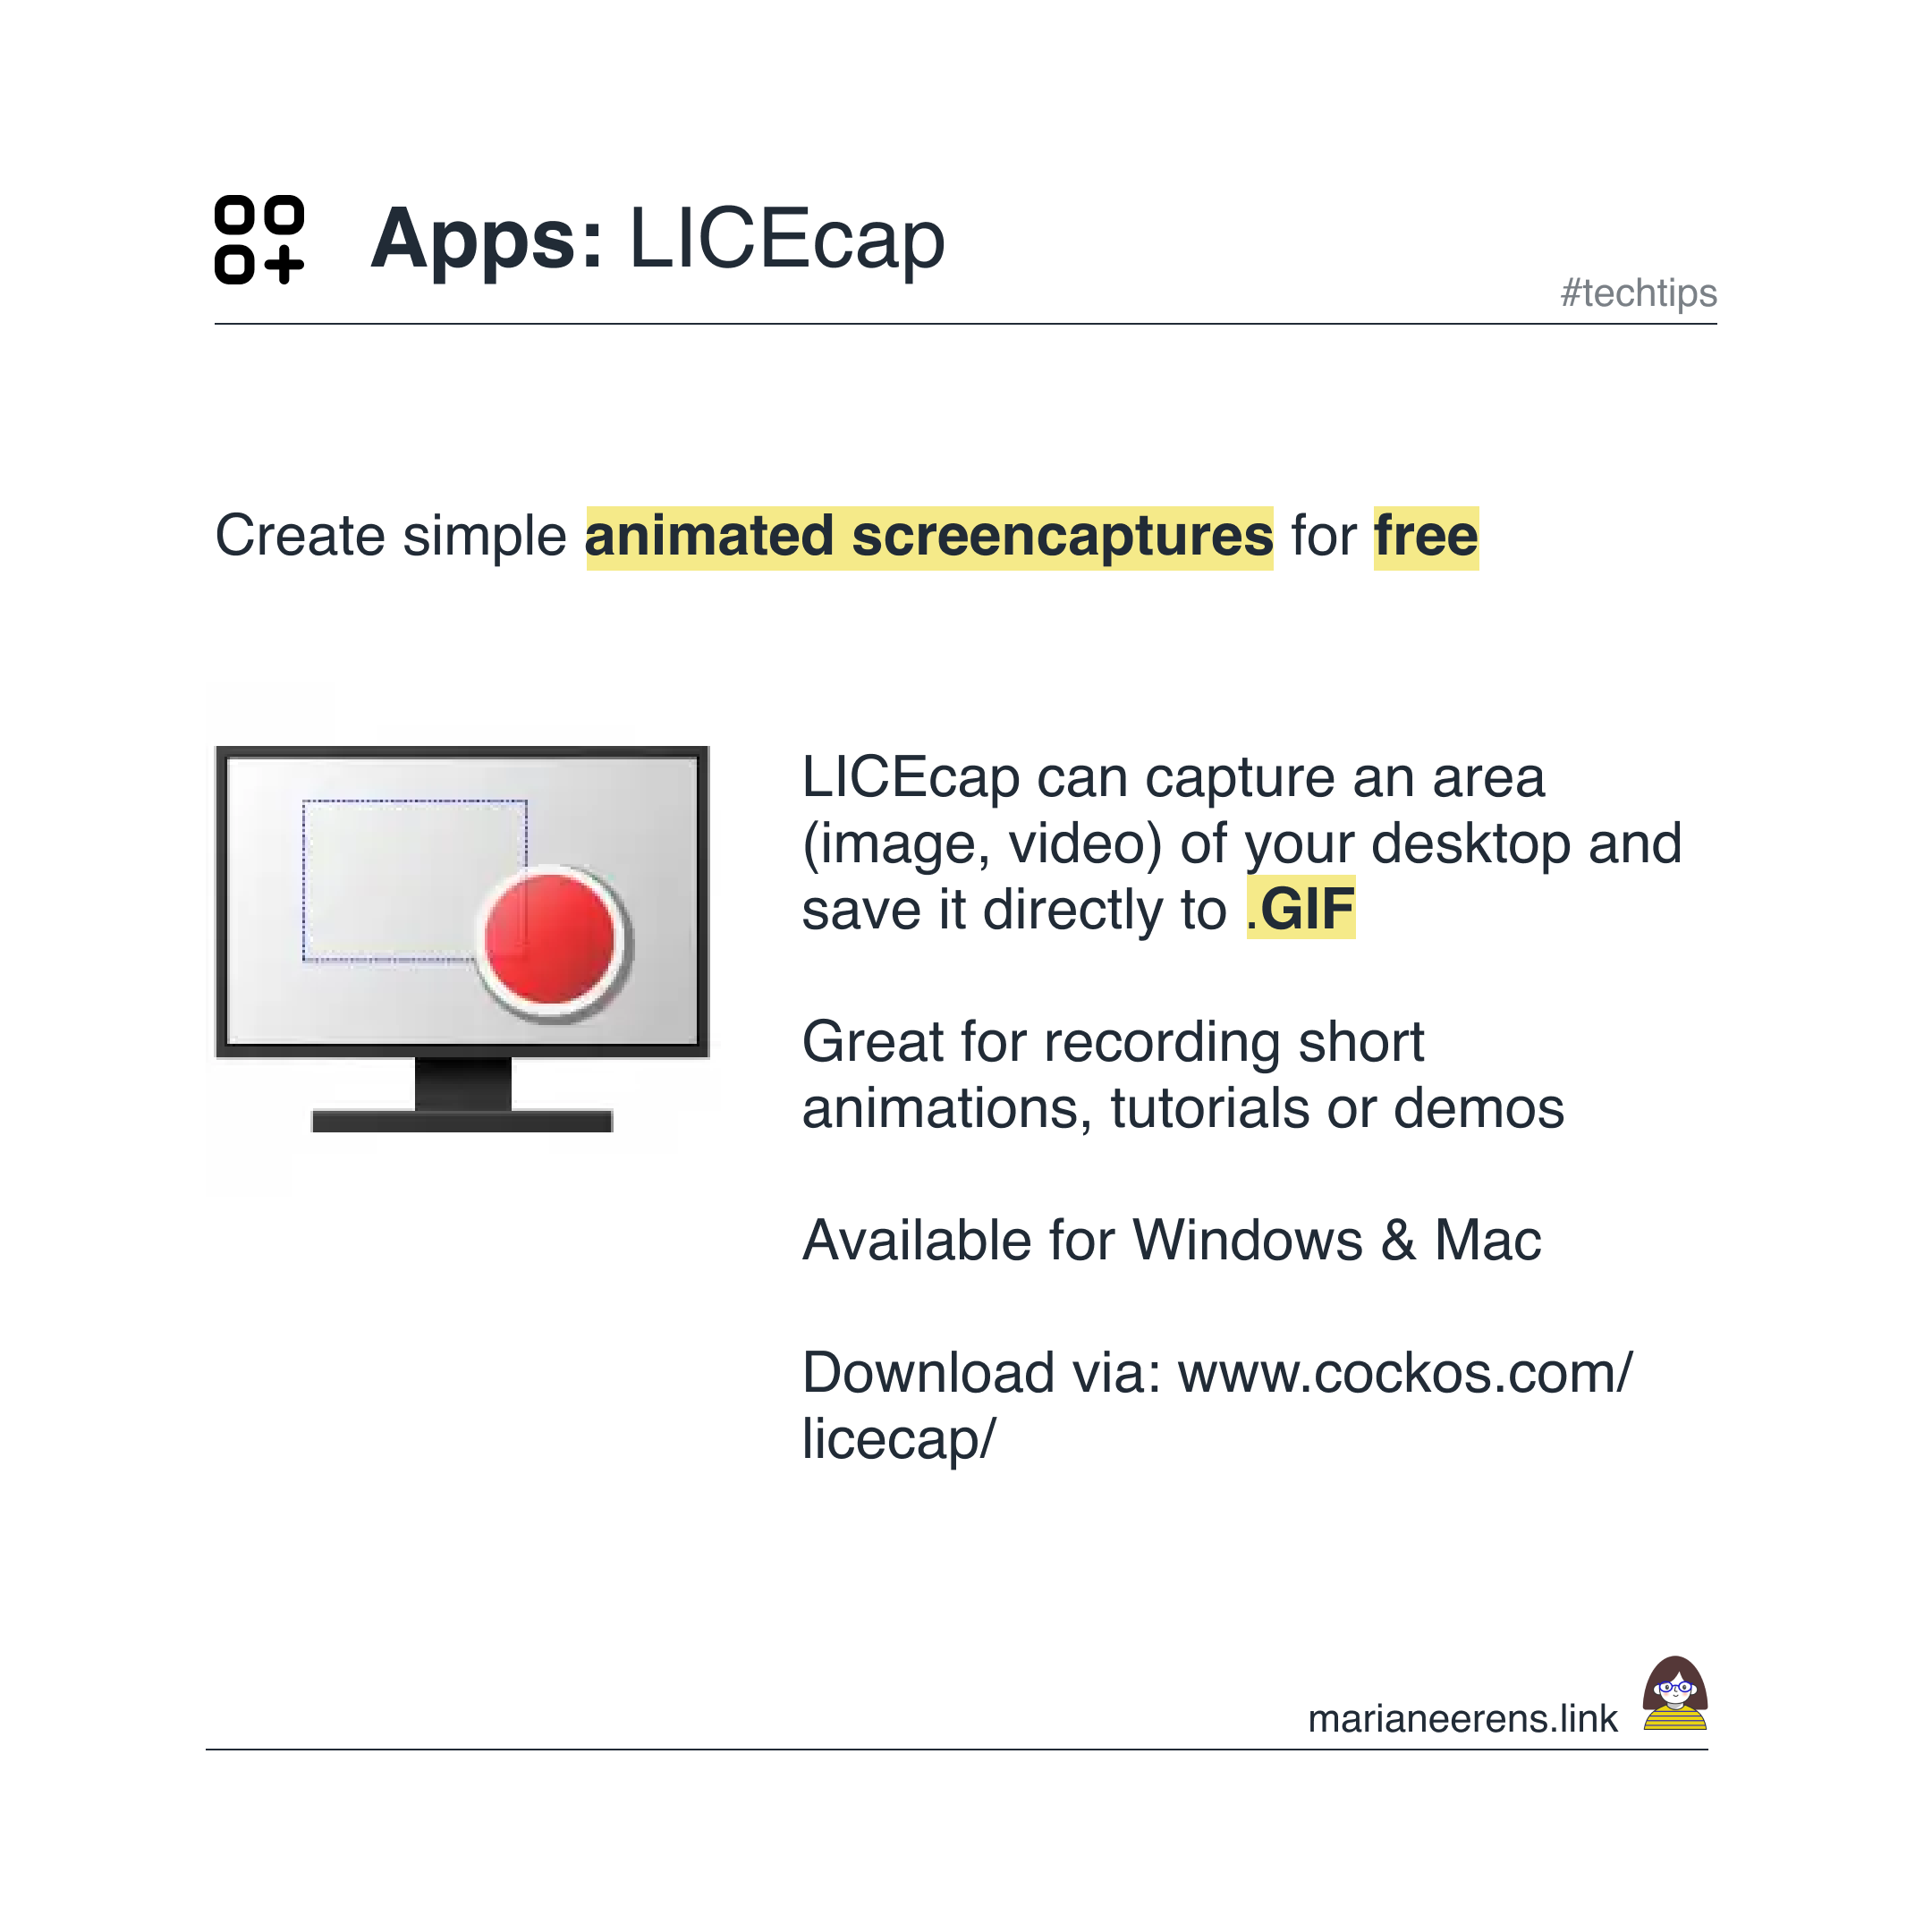 Apps: LICEcap
#techtips
Create simple animated screencaptures for free
LICEcap can capture an area
(image, video) of your desktop and
save it directly to .GIF
Great for recording short
animations, tutorials or demos
Available for Windows & Mac
Download via: www.cockos.com/
licecap/
marianeerens.link